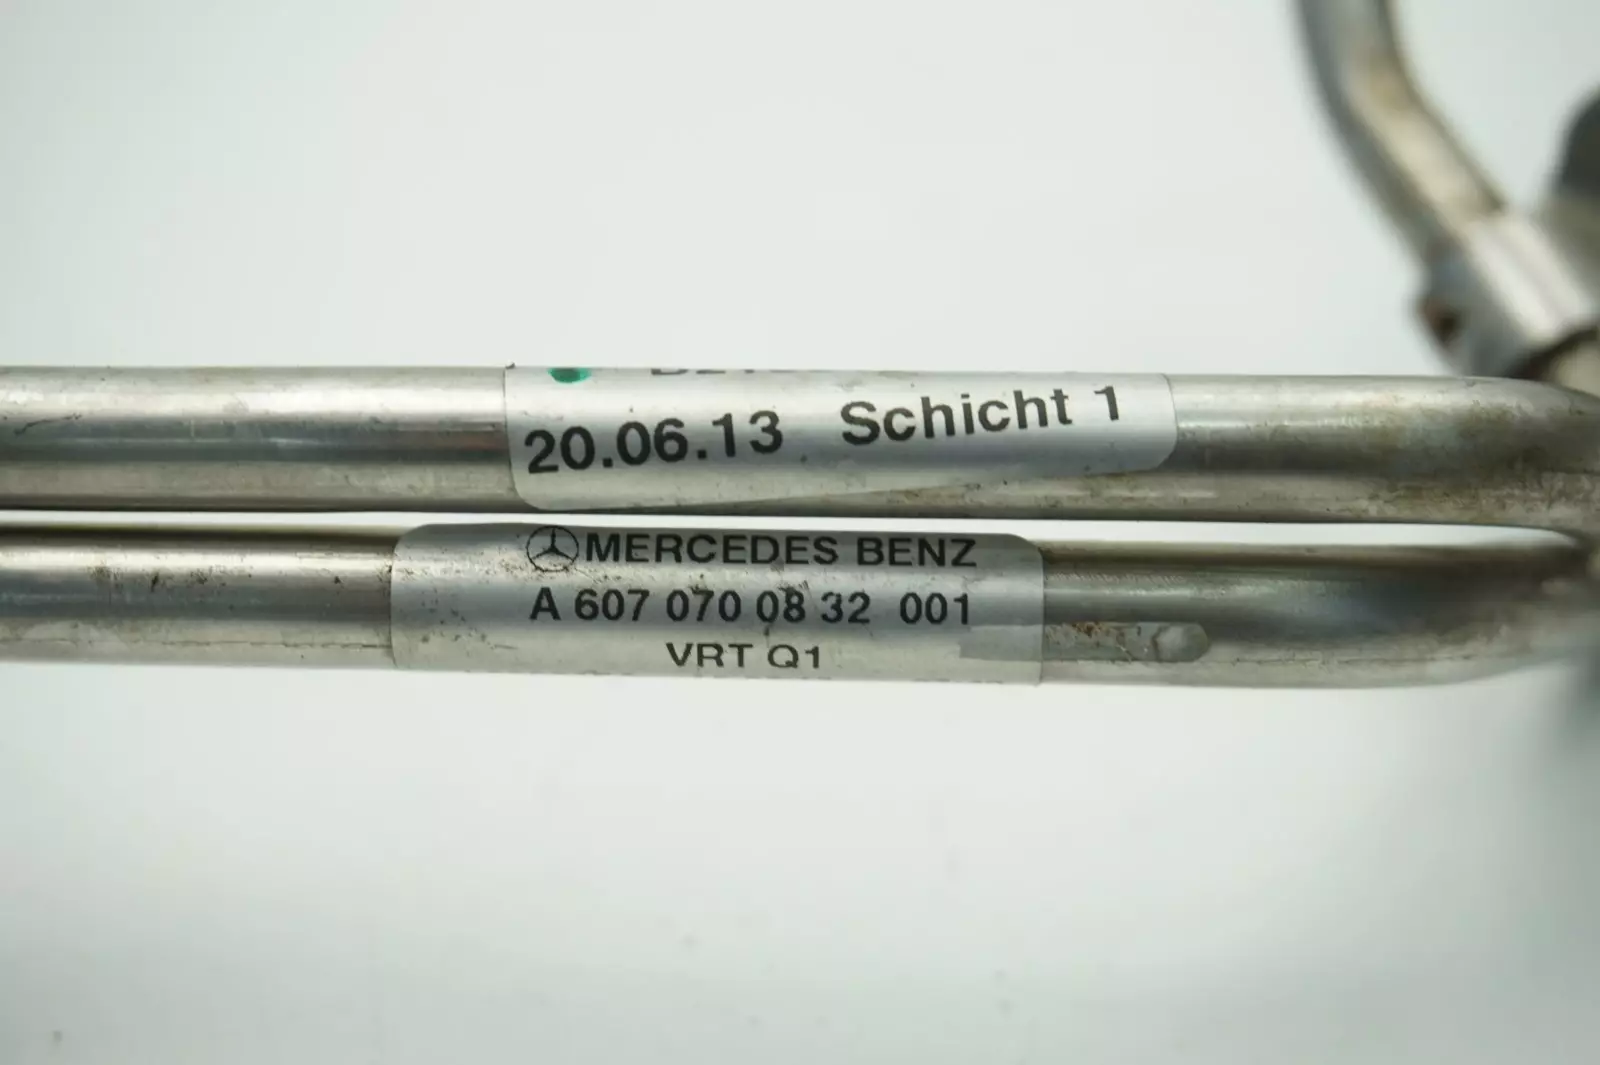 20.06.13 Schicht 1
MERCEDES BENZ
A 607 070 08 32 001
VRT Q1